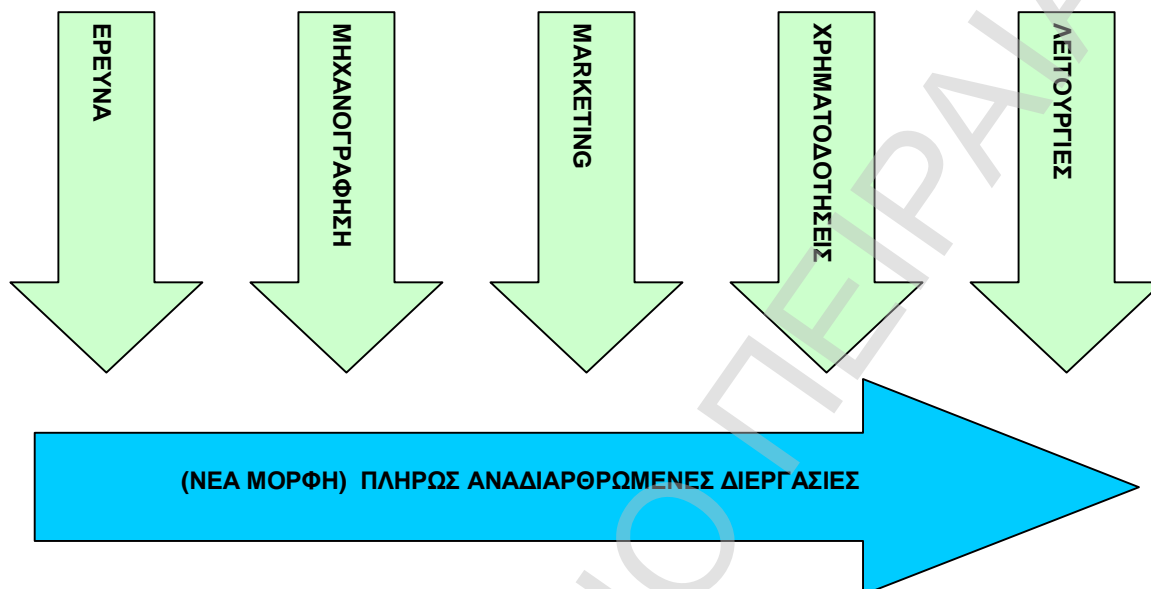 ΕΡΕΥΝΑ
ΜΗΧΑΝΟΓΡΑΦΗΣΗ
MARKETING
ΧΡΗΜΑΤΟΔΟΤΗΣΕΙΣ
ΛΕΙΤΟΥΡΓΙΕΣ
(ΝΕΑ ΜΟΡΦΗ) ΠΛΗΡΩΣ ΑΝΑΔΙΑΡΘΡΩΜΕΝΕΣ ΔΙΕΡΓΑΣΙΕΣ